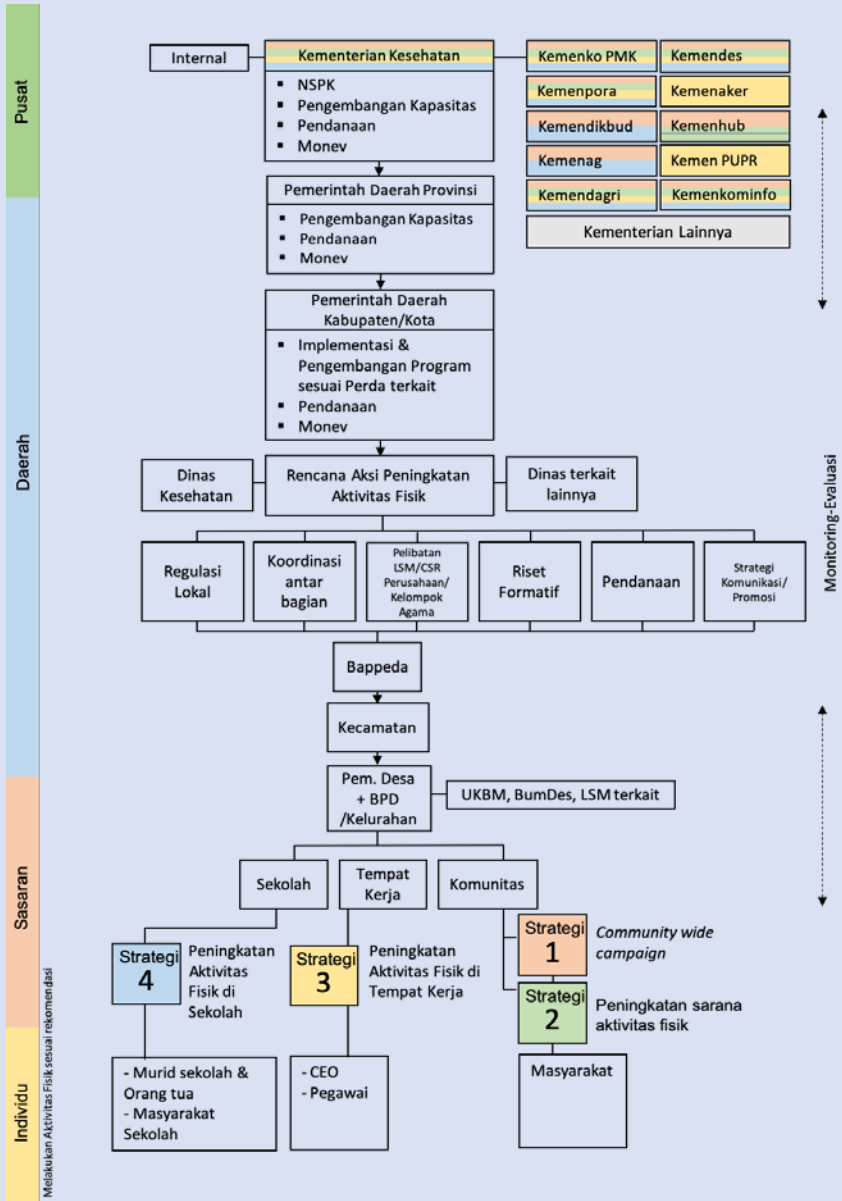 Pusat
Internal
Kementerian Kesehatan
▪ NSPK
▪ Pengembangan Kapasitas
▪ Pendanaan
▪ Monev
Kemenko PMK
Kemendes
Kemenpora
Kemenaker
Kemendikbud
Kemenhub
Kemenag
Kemen PUPR
Kemendagri
Kemenkominfo
Kementerian Lainnya
Pemerintah Daerah Provinsi
▪ Pengembangan Kapasitas
▪ Pendanaan
▪ Monev
Daerah
Pemerintah Daerah
Kabupaten/Kota
▪ Implementasi &
Pengembangan Program
sesuai Perda terkait
▪ Pendanaan
▪ Monev
Dinas
Kesehatan
Rencana Aksi Peningkatan
Aktivitas Fisik
Dinas terkait
lainnya
Monitoring-Evaluasi
Regulasi
Lokal
Koordinasi
antar
bagian
Pelibatan
LSM/CSR
Perusahaan/
Kelompok
Agama
Riset
Formatif
Pendanaan
Strategi
Komunikasi/
Promosi
Bappeda
Kecamatan
Sasaran
Pem. Desa
+ BPD
/Kelurahan
UKBM, BumDes, LSM terkait
Sekolah
Tempat
Kerja
Komunitas
Strategi
4
Peningkatan
Aktivitas
Fisik di
Sekolah
Strategi
3
Peningkatan
Aktivitas Fisik di
Tempat Kerja
Strategi
1
Community wide
campaign
Strategi
2
Peningkatan sarana
aktivitas fisik
Individu
Melakukan Aktivitas Fisik sesuai rekomendasi
- Murid sekolah &
Orang tua
- Masyarakat
Sekolah
- CEO
- Pegawai
Masyarakat